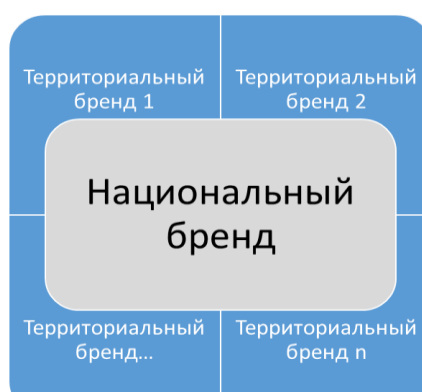 Территориальный
бренд 1
Территориальный
бренд 2
Национальный
бренд
Территориальный
бренд...
Территориальный
бренд n